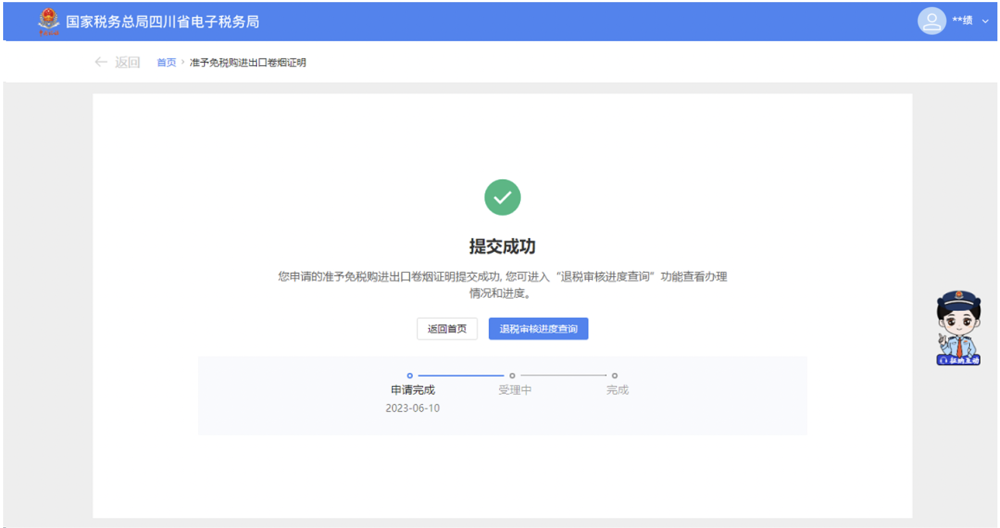 国家税务总局四川省电子税务局
**绩
返回 首页 > 准予免税购进出口卷烟证明
提交成功
您申请的准予免税购进出口卷烟证明提交成功, 您可进入“退税审核进度查询”功能查看办理
情况和进度。
返回首页 退税审核进度查询
申请完成 受理中 完成
2023-06-10
征纳互动